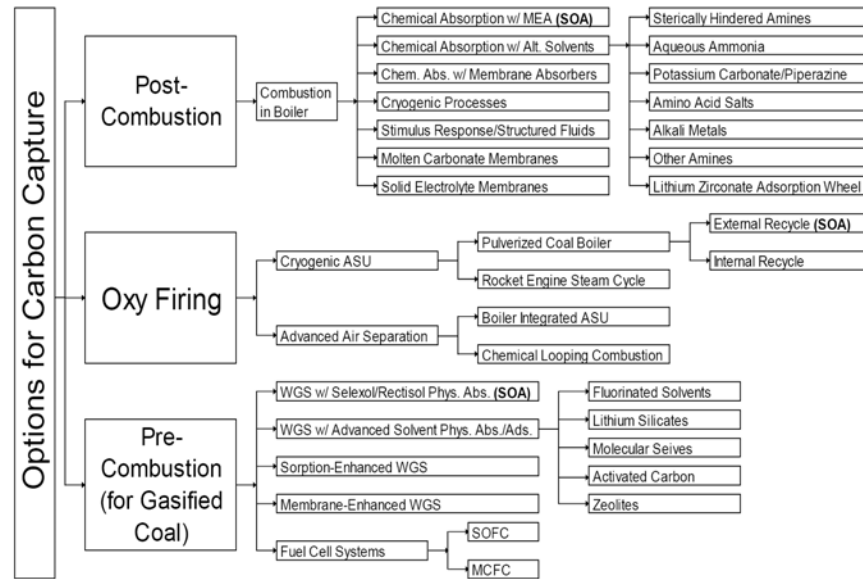 Options for Carbon Capture
Post-
Combustion
Combustion
in Boiler
Chemical Absorption w/ MEA (SOA)
Chemical Absorption w/ Alt. Solvents
Chem. Abs. w/ Membrane Absorbers
Cryogenic Processes
Stimulus Response/Structured Fluids
Molten Carbonate Membranes
Solid Electrolyte Membranes
Sterically Hindered Amines
Aqueous Ammonia
Potassium Carbonate/Piperazine
Amino Acid Salts
Alkali Metals
Other Amines
Lithium Zirconate Adsorption Wheel
Oxy Firing
Cryogenic ASU
Pulverized Coal Boiler
External Recycle (SOA)
Internal Recycle
Rocket Engine Steam Cycle
Advanced Air Separation
Boiler Integrated ASU
Chemical Looping Combustion
Pre-
Combustion
(for Gasified
Coal)
WGS w/ Selexol/Rectisol Phys. Abs. (SOA)
WGS w/ Advanced Solvent Phys. Abs./Ads.
Sorption-Enhanced WGS
Membrane-Enhanced WGS
Fuel Cell Systems
Fluorinated Solvents
Lithium Silicates
Molecular Seives
Activated Carbon
Zeolites
SOFC
MCFC